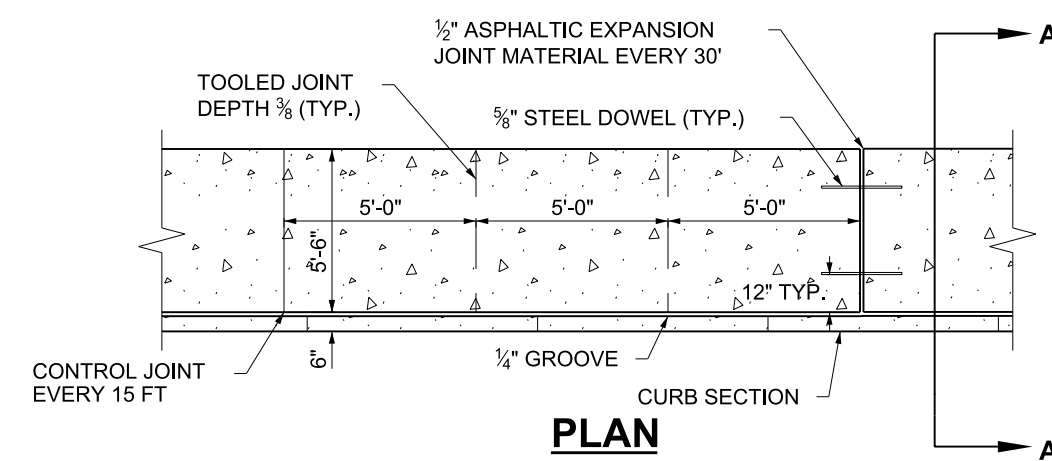 ½" ASPHALTIC EXPANSION
JOINT MATERIAL EVERY 30'
A
TOOLED JOINT
DEPTH ⅜ (TYP.)
⅝" STEEL DOWEL (TYP.)
5'-0"
5'-0"
5'-0"
5'-6"
12" TYP.
6"
¼" GROOVE
CONTROL JOINT
EVERY 15 FT
CURB SECTION
PLAN
A